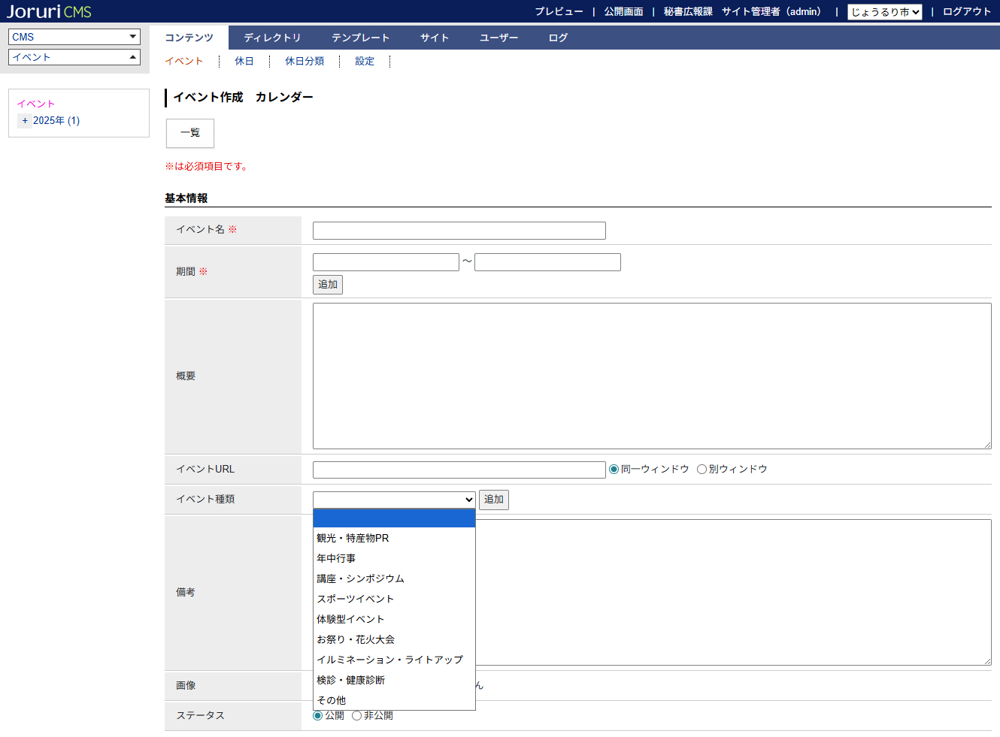 Joruri CMS プレビュー | 公開画面 | 秘書広報課 サイト管理者（admin） | じょうるり市 | ログアウト
CMS
イベント
コンテンツ ディレクトリ テンプレート サイト ユーザー ログ
イベント 休日 休日分類 設定
イベント
+ 2025年 (1)
イベント作成 カレンダー
一覧
※は必須項目です。
基本情報
イベント名 ※
期間 ※ ～
追加
概要
イベントURL 同一ウィンドウ 別ウィンドウ
イベント種類 追加
観光・特産物PR
年中行事
講座・シンポジウム
スポーツイベント
体験型イベント
お祭り・花火大会
イルミネーション・ライトアップ
検診・健康診断
その他
備考
画像 ん
ステータス 公開 非公開